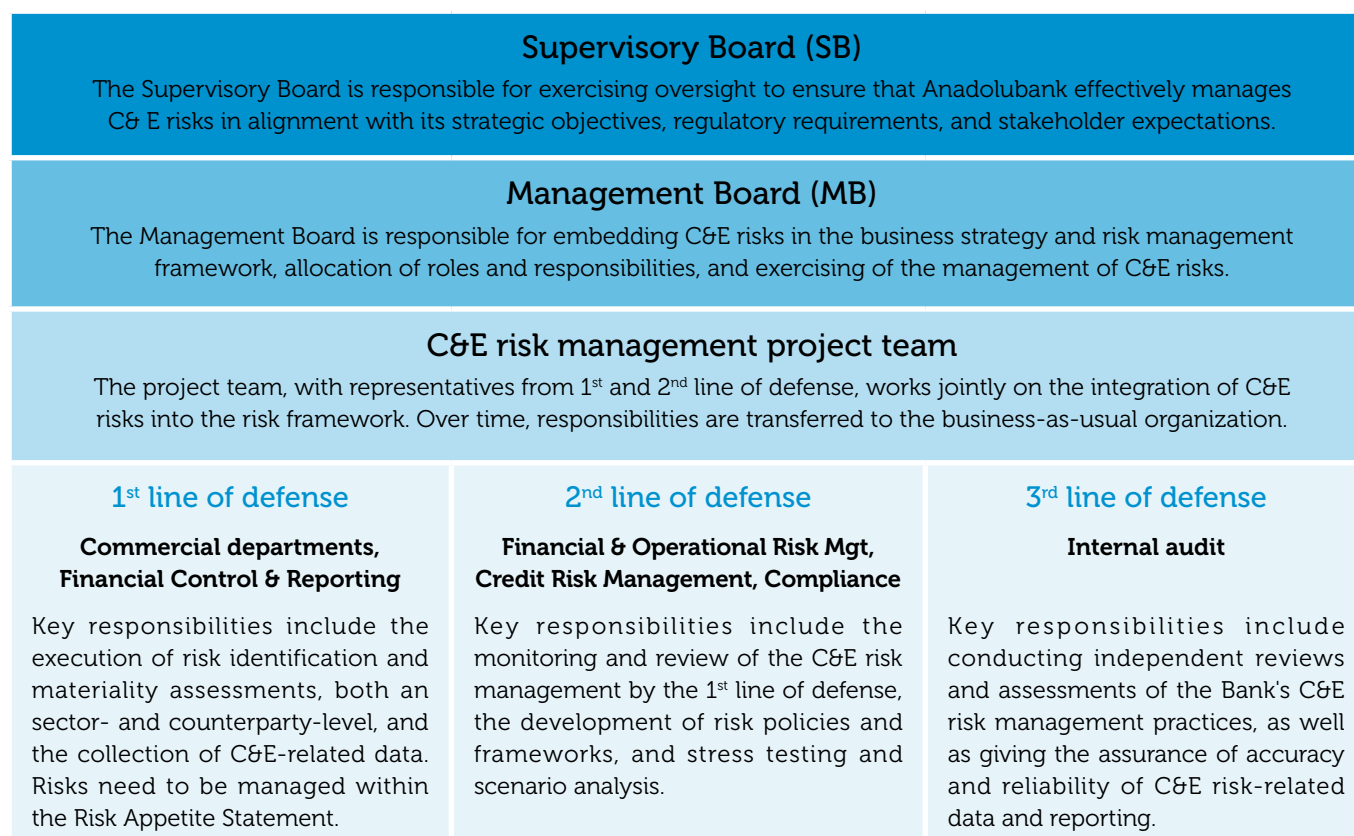 Supervisory Board (SB)
The Supervisory Board is responsible for exercising oversight to ensure that Anadolubank effectively manages
C& E risks in alignment with its strategic objectives, regulatory requirements, and stakeholder expectations.
Management Board (MB)
The Management Board is responsible for embedding C&E risks in the business strategy and risk management
framework, allocation of roles and responsibilities, and exercising of the management of C&E risks.
C&E risk management project team
The project team, with representatives from 1st and 2nd line of defense, works jointly on the integration of C&E
risks into the risk framework. Over time, responsibilities are transferred to the business-as-usual organization.
1st line of defense
Commercial departments,
Financial Control & Reporting
Key responsibilities include the
execution of risk identification and
materiality assessments, both an
sector- and counterparty-level, and
the collection of C&E-related data.
Risks need to be managed within
the Risk Appetite Statement.
2nd line of defense
Financial & Operational Risk Mgt,
Credit Risk Management, Compliance
Key responsibilities include the
monitoring and review of the C&E risk
management by the 1st line of defense,
the development of risk policies and
frameworks, and stress testing and
scenario analysis.
3rd line of defense
Internal audit
Key responsibilities include
conducting independent reviews
and assessments of the Bank's C&E
risk management practices, as well
as giving the assurance of accuracy
and reliability of C&E risk-related
data and reporting.